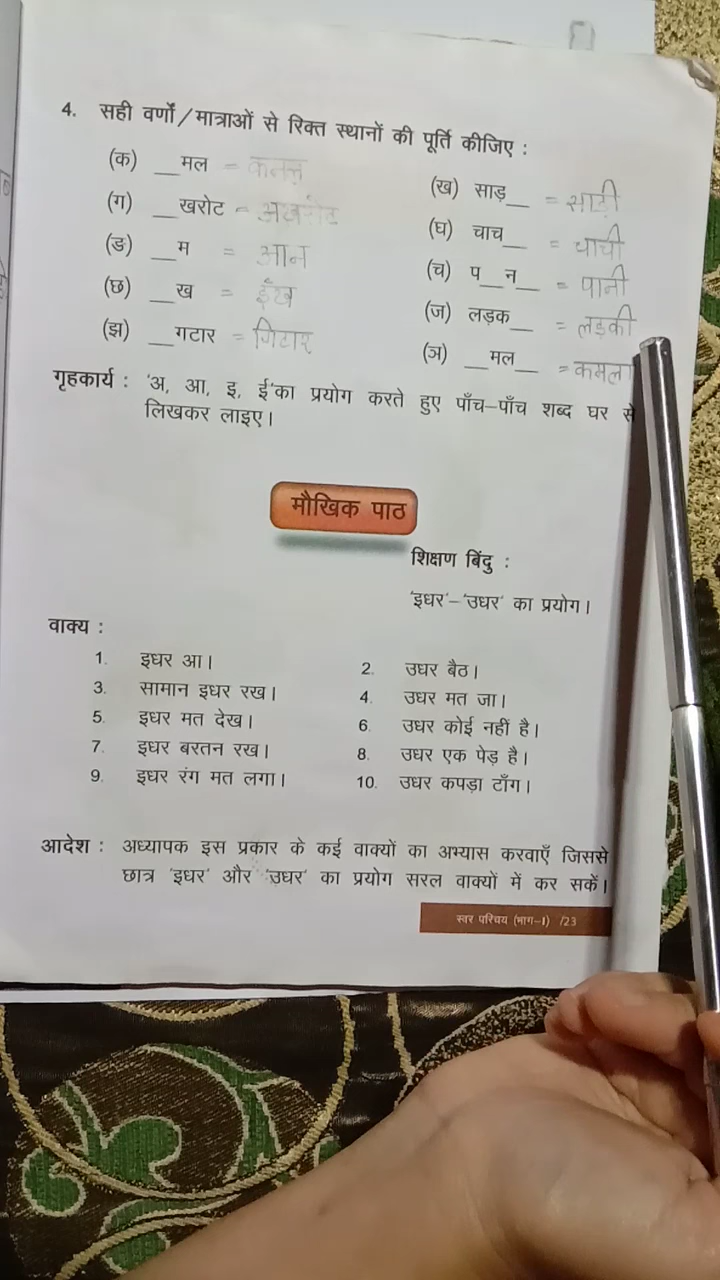 4. सही वर्णों/मात्राओं से रिक्त स्थानों की पूर्ति कीजिए :
(क) __मल = कमल
(ख) साड़__ = साड़ी
(ग) __खरोट = अखरोट
(घ) चाच__ = चाची
(ङ) __म = आम
(च) प__न__ = पानी
(छ) __ख = ईख
(ज) लड़क__ = लड़की
(झ) __गटार = गिटार
(ञ) __मल__ = कमला
गृहकार्य : 'अ, आ, इ, ई'का प्रयोग करते हुए पाँच-पाँच शब्द घर से
लिखकर लाइए।
मौखिक पाठ
शिक्षण बिंदु :
'इधर'-'उधर' का प्रयोग।
वाक्य :
1. इधर आ।
2. उधर बैठ।
3. सामान इधर रख।
4. उधर मत जा।
5. इधर मत देख।
6. उधर कोई नहीं है।
7. इधर बरतन रख।
8. उधर एक पेड़ है।
9. इधर रंग मत लगा।
10. उधर कपड़ा टाँग।
आदेश : अध्यापक इस प्रकार के कई वाक्यों का अभ्यास करवाएँ जिससे
छात्र 'इधर' और 'उधर' का प्रयोग सरल वाक्यों में कर सकें।
स्वर परिचय (भाग-I) /23